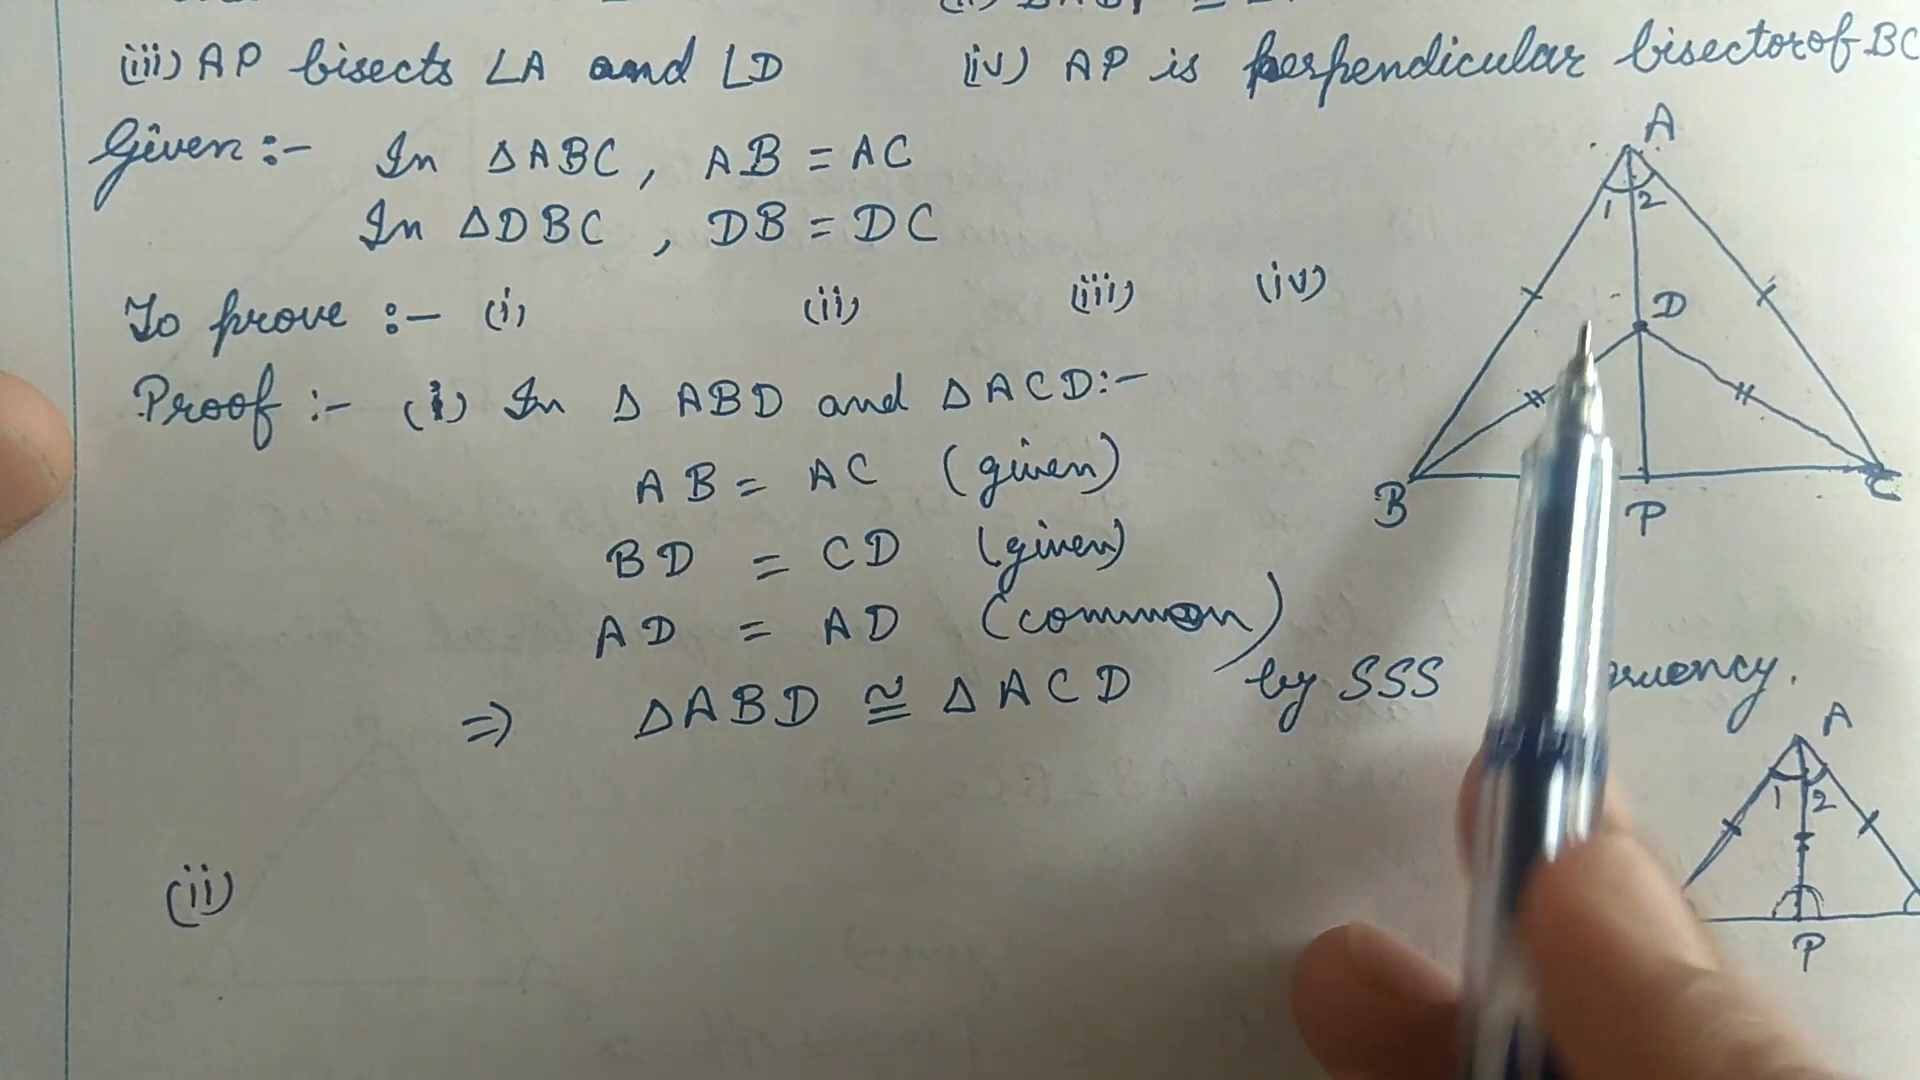 (iii) AP bisects ∠A and ∠D (iv) AP is perpendicular bisector of BC
Given :- In ΔABC, AB = AC
In ΔDBC, DB = DC
To prove :- (i) (ii) (iii) (iv)
Proof :- (i) In Δ ABD and ΔACD:-
AB = AC (given)
BD = CD (given)
AD = AD (common)
⇒ ΔABD ≅ ΔACD by SSS
(ii)
A
1 2
D
B P C
A
1 2
P